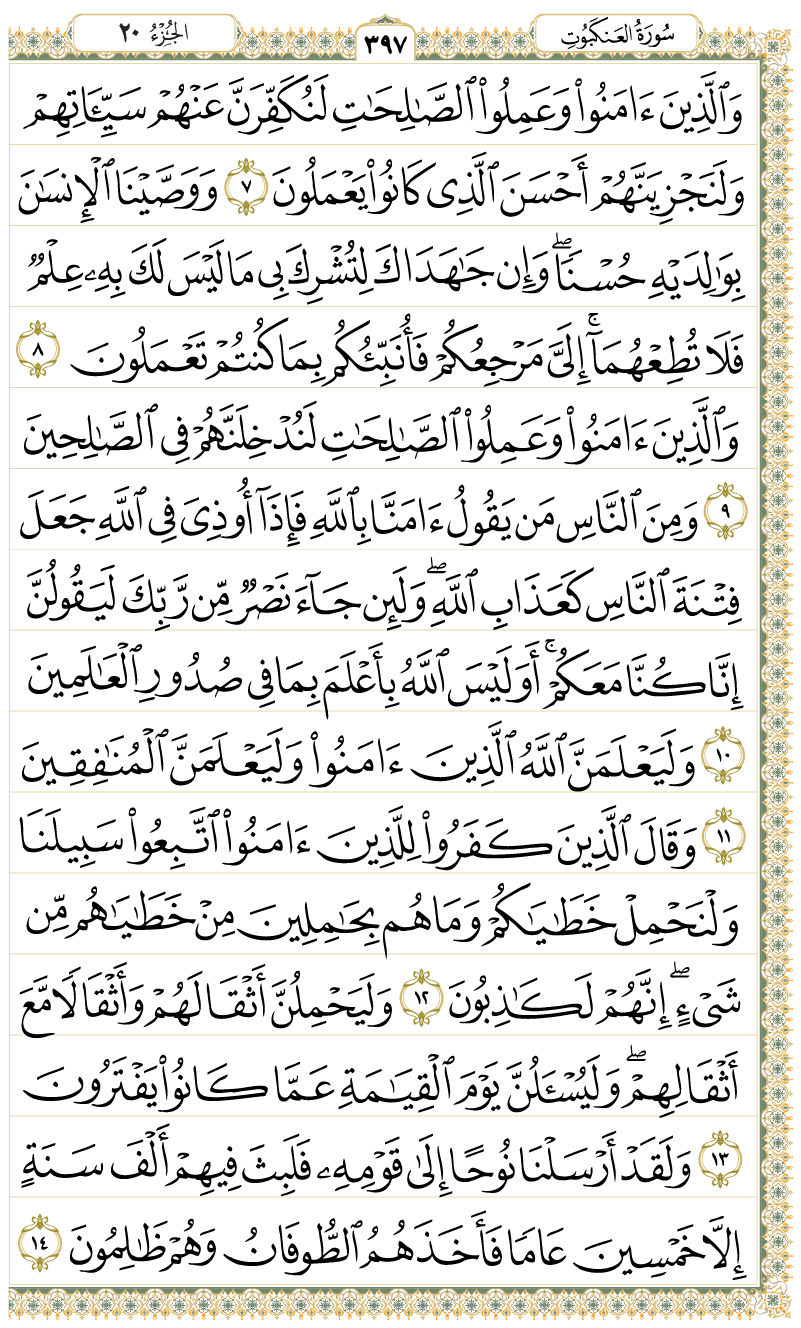 سُورَةُ العَنكَبُوتِ ٣٩٧ الجُزْءُ ٢٠
وَٱلَّذِينَ ءَامَنُوا۟ وَعَمِلُوا۟ ٱلصَّـٰلِحَـٰتِ لَنُكَفِّرَنَّ عَنْهُمْ سَيِّـَٔاتِهِمْ
وَلَنَجْزِيَنَّهُمْ أَحْسَنَ ٱلَّذِى كَانُوا۟ يَعْمَلُونَ ٧ وَوَصَّيْنَا ٱلْإِنسَـٰنَ
بِوَٰلِدَيْهِ حُسْنًا ۖ وَإِن جَـٰهَدَاكَ لِتُشْرِكَ بِى مَا لَيْسَ لَكَ بِهِۦ عِلْمٌ
فَلَا تُطِعْهُمَآ ۚ إِلَىَّ مَرْجِعُكُمْ فَأُنَبِّئُكُم بِمَا كُنتُمْ تَعْمَلُونَ ٨
وَٱلَّذِينَ ءَامَنُوا۟ وَعَمِلُوا۟ ٱلصَّـٰلِحَـٰتِ لَنُدْخِلَنَّهُمْ فِى ٱلصَّـٰلِحِينَ
٩ وَمِنَ ٱلنَّاسِ مَن يَقُولُ ءَامَنَّا بِٱللَّهِ فَإِذَآ أُوذِىَ فِى ٱللَّهِ جَعَلَ
فِتْنَةَ ٱلنَّاسِ كَعَذَابِ ٱللَّهِ ۖ وَلَئِن جَآءَ نَصْرٌ مِّن رَّبِّكَ لَيَقُولُنَّ
إِنَّا كُنَّا مَعَكُمْ ۚ أَوَلَيْسَ ٱللَّهُ بِأَعْلَمَ بِمَا فِى صُدُورِ ٱلْعَـٰلَمِينَ
١٠ وَلَيَعْلَمَنَّ ٱللَّهُ ٱلَّذِينَ ءَامَنُوا۟ وَلَيَعْلَمَنَّ ٱلْمُنَـٰفِقِينَ
١١ وَقَالَ ٱلَّذِينَ كَفَرُوا۟ لِلَّذِينَ ءَامَنُوا۟ ٱتَّبِعُوا۟ سَبِيلَنَا
وَلْنَحْمِلْ خَطَـٰيَـٰكُمْ وَمَا هُم بِحَـٰمِلِينَ مِنْ خَطَـٰيَـٰهُم مِّن
شَىْءٍ ۖ إِنَّهُمْ لَكَـٰذِبُونَ ١٢ وَلَيَحْمِلُنَّ أَثْقَالَهُمْ وَأَثْقَالًا مَّعَ
أَثْقَالِهِمْ ۖ وَلَيُسْـَٔلُنَّ يَوْمَ ٱلْقِيَـٰمَةِ عَمَّا كَانُوا۟ يَفْتَرُونَ
١٣ وَلَقَدْ أَرْسَلْنَا نُوحًا إِلَىٰ قَوْمِهِۦ فَلَبِثَ فِيهِمْ أَلْفَ سَنَةٍ
إِلَّا خَمْسِينَ عَامًا فَأَخَذَهُمُ ٱلطُّوفَانُ وَهُمْ ظَـٰلِمُونَ ١٤